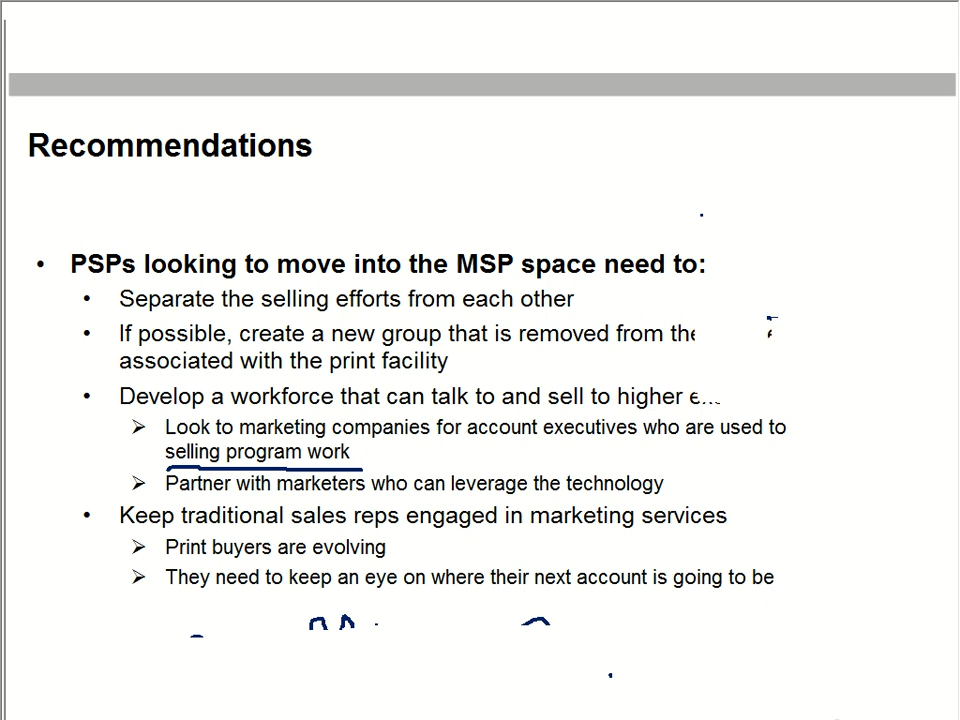 Recommendations
• PSPs looking to move into the MSP space need to:
• Separate the selling efforts from each other
• If possible, create a new group that is removed from the
associated with the print facility
• Develop a workforce that can talk to and sell to higher
➢ Look to marketing companies for account executives who are used to
selling program work
➢ Partner with marketers who can leverage the technology
• Keep traditional sales reps engaged in marketing services
➢ Print buyers are evolving
➢ They need to keep an eye on where their next account is going to be